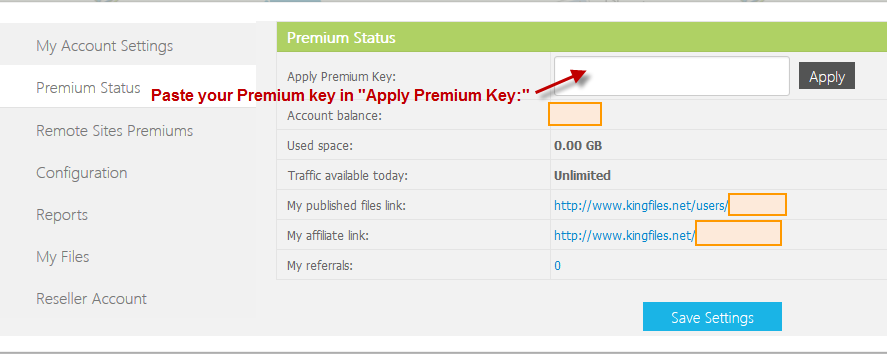 My Account Settings
Premium Status
Remote Sites Premiums
Configuration
Reports
My Files
Reseller Account
Premium Status
Apply Premium Key:
Apply
Paste your Premium key in "Apply Premium Key:"
Account balance:
Used space: 0.00 GB
Traffic available today: Unlimited
My published files link: http://www.kingfiles.net/users/
My affiliate link: http://www.kingfiles.net/
My referrals: 0
Save Settings